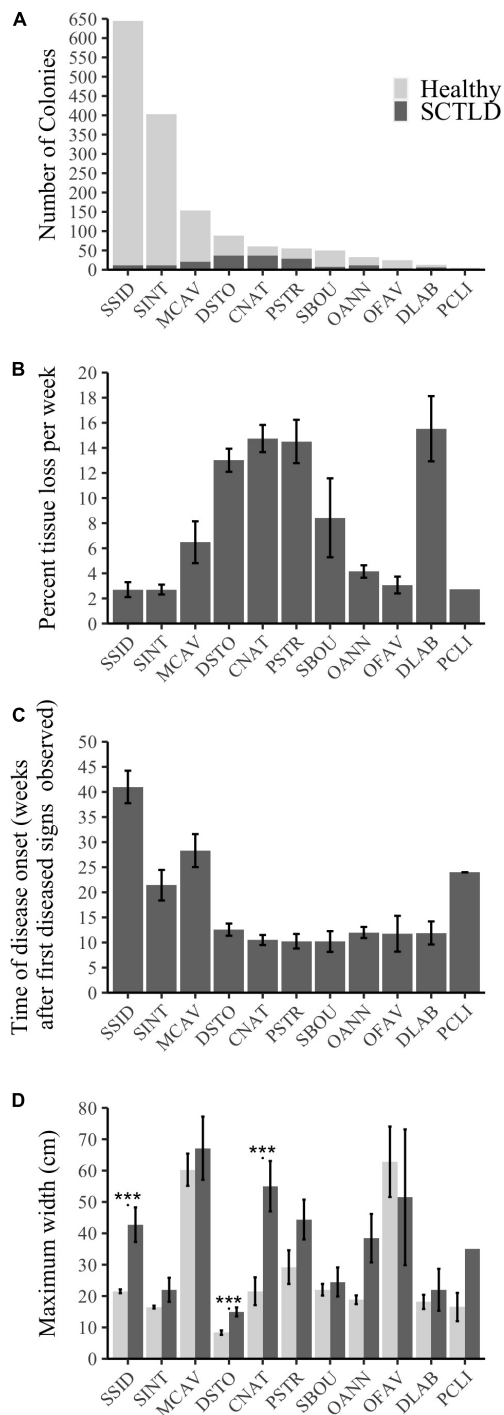 A
Number of Colonies
650
600
550
500
450
400
350
300
250
200
150
100
50
0
Healthy
SCTLD
SSID SINT MCAV DSTO CNAT PSTR SBOU OANN OFAV DLAB PCLI
B
Percent tissue loss per week
20
18
16
14
12
10
8
6
4
2
0
SSID SINT MCAV DSTO CNAT PSTR SBOU OANN OFAV DLAB PCLI
C
Time of disease onset (weeks
after first diseased signs observed)
50
45
40
35
30
25
20
15
10
5
0
SSID SINT MCAV DSTO CNAT PSTR SBOU OANN OFAV DLAB PCLI
D
Maximum width (cm)
80
70
60
50
40
30
20
10
0
*** *** ***
SSID SINT MCAV DSTO CNAT PSTR SBOU OANN OFAV DLAB PCLI